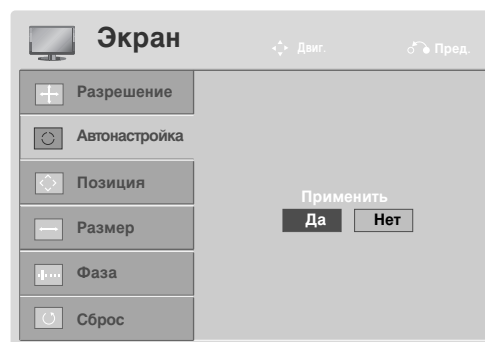 Экран
Двиг.
Пред.
Разрешение
Автонастройка
Позиция
Размер
Фаза
Сброс
Применить
Да
Нет